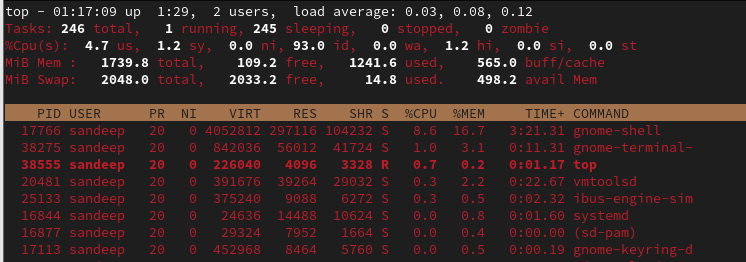 top - 01:17:09 up  1:29,  2 users,  load average: 0.03, 0.08, 0.12
Tasks: 246 total,   1 running, 245 sleeping,   0 stopped,   0 zombie
%Cpu(s):  4.7 us,  1.2 sy,  0.0 ni, 93.0 id,  0.0 wa,  1.2 hi,  0.0 si,  0.0 st
MiB Mem :   1739.8 total,    109.2 free,   1241.6 used,    565.0 buff/cache
MiB Swap:   2048.0 total,   2033.2 free,     14.8 used.    498.2 avail Mem
PID USER      PR  NI    VIRT    RES    SHR S  %CPU  %MEM     TIME+ COMMAND
17766 sandeep   20   0 4052812 297116 104232 S   8.6  16.7   3:21.31 gnome-shell
38275 sandeep   20   0  842036  56012  41724 S   1.0   3.1   0:11.31 gnome-terminal-
38555 sandeep   20   0  226040   4096   3328 R   0.7   0.2   0:01.17 top
20481 sandeep   20   0  391676  39264  29032 S   0.3   2.2   0:22.67 vmtoolsd
25133 sandeep   20   0  375240   9088   6272 S   0.3   0.5   0:02.32 ibus-engine-sim
16844 sandeep   20   0   24636  14488  10624 S   0.0   0.8   0:01.60 systemd
16877 sandeep   20   0   29324   7952   1664 S   0.0   0.4   0:00.00 (sd-pam)
17113 sandeep   20   0  452968   8464   5760 S   0.0   0.5   0:00.19 gnome-keyring-d